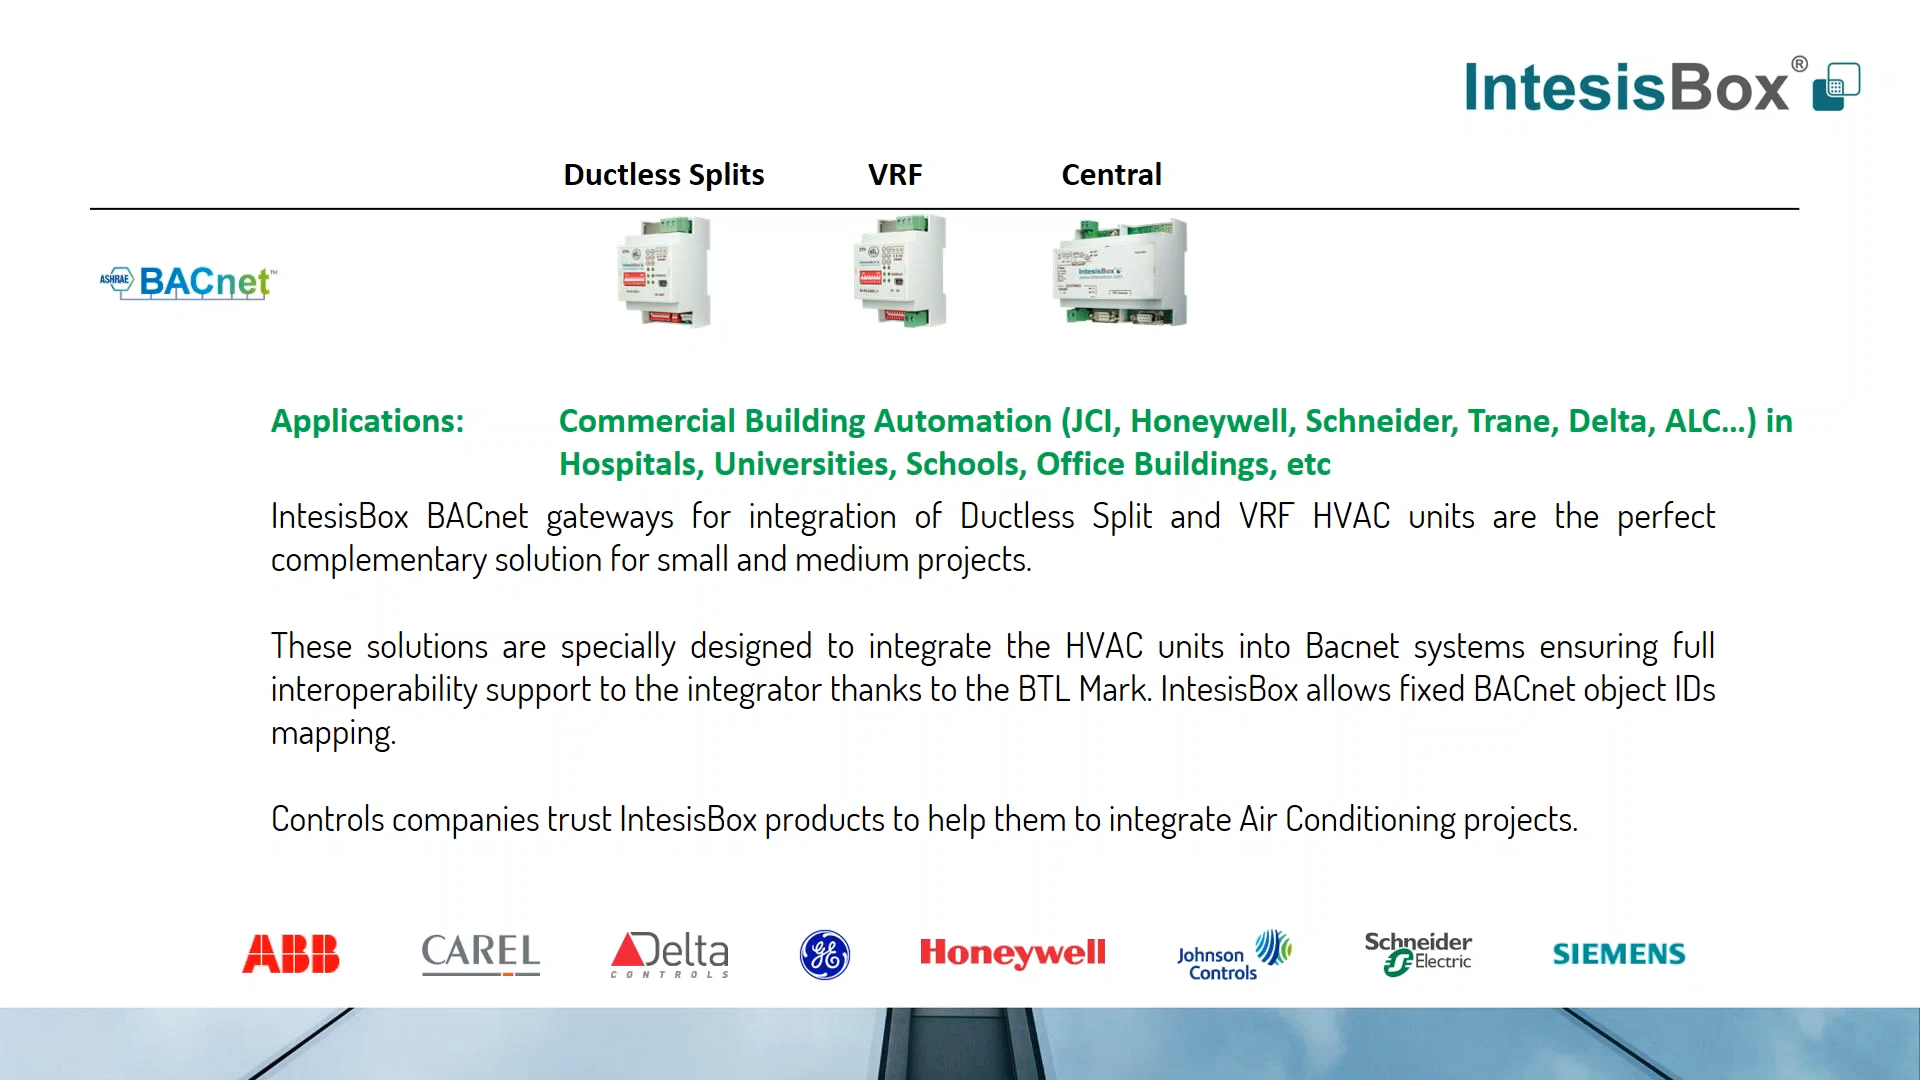 IntesisBox®
Ductless Splits VRF Central
ASHRAE BACnet™
IntesisBox
Applications: Commercial Building Automation (JCI, Honeywell, Schneider, Trane, Delta, ALC...) in
Hospitals, Universities, Schools, Office Buildings, etc
IntesisBox BACnet gateways for integration of Ductless Split and VRF HVAC units are the perfect
complementary solution for small and medium projects.
These solutions are specially designed to integrate the HVAC units into Bacnet systems ensuring full
interoperability support to the integrator thanks to the BTL Mark. IntesisBox allows fixed BACnet object IDs
mapping.
Controls companies trust IntesisBox products to help them to integrate Air Conditioning projects.
ABB CAREL Delta CONTROLS GE Honeywell Johnson Controls Schneider Electric SIEMENS